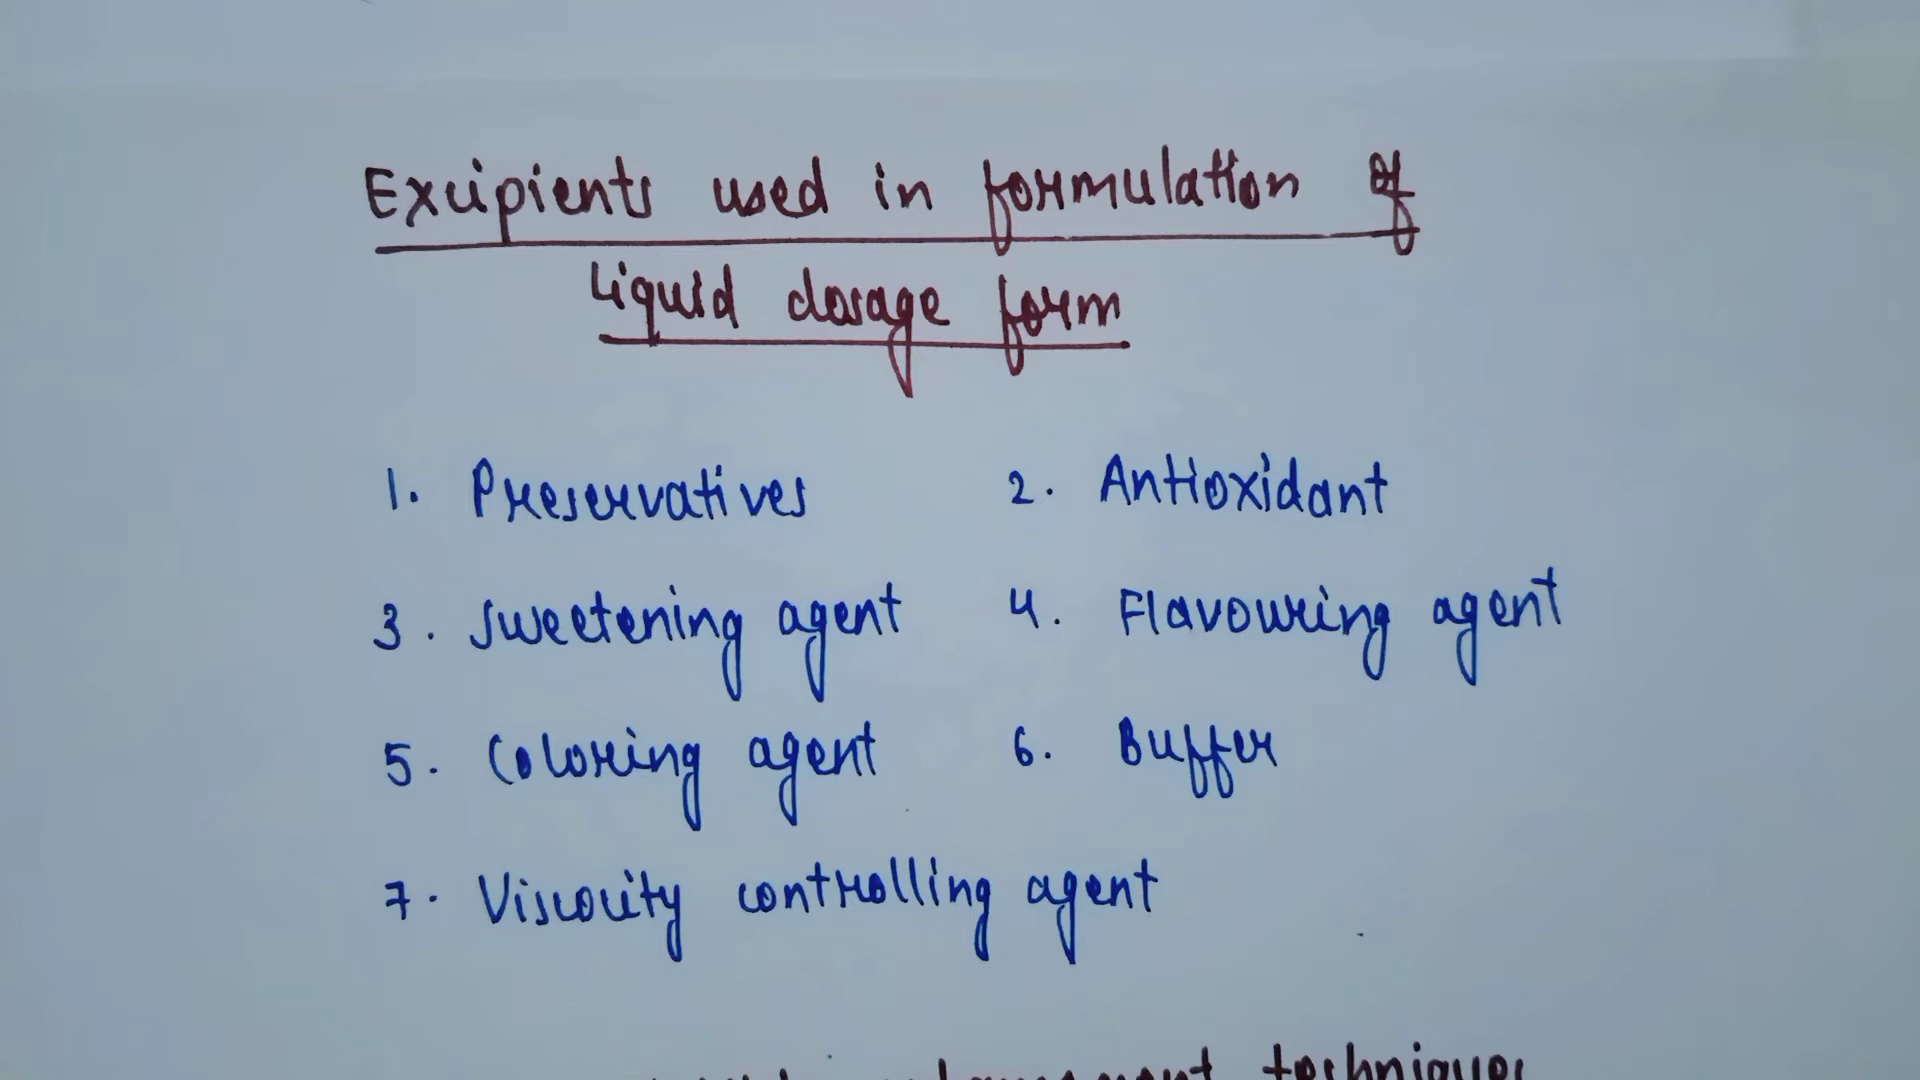 Excipients used in formulation of
Liquid dosage form
1. Preservatives 2. Antioxidant
3. Sweetening agent 4. Flavouring agent
5. Coloring agent 6. Buffer
7. Viscosity controlling agent
techniques